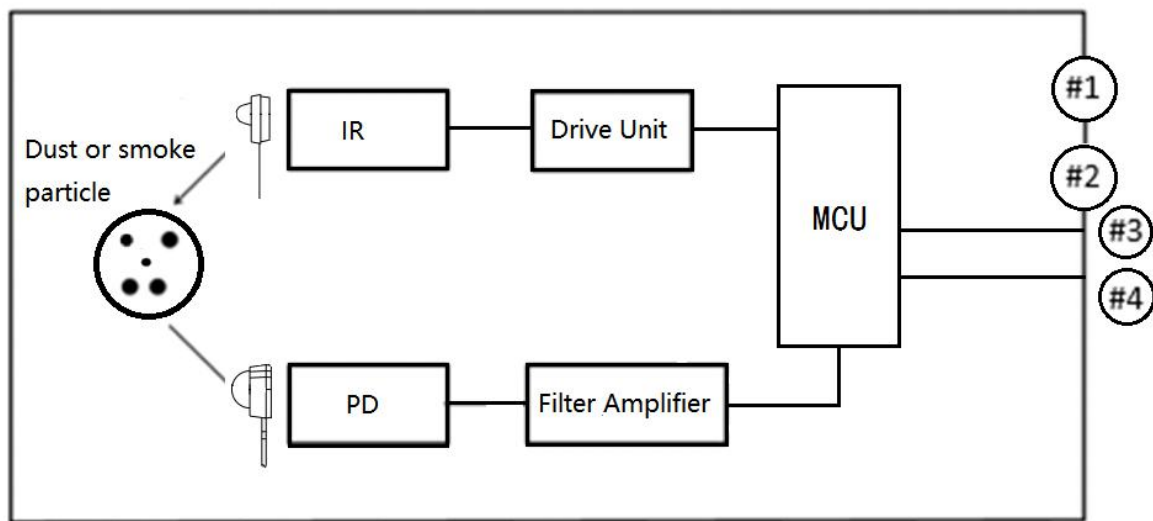 #1
IR
Drive Unit
Dust or smoke
particle
#2
MCU
#3
#4
PD
Filter Amplifier